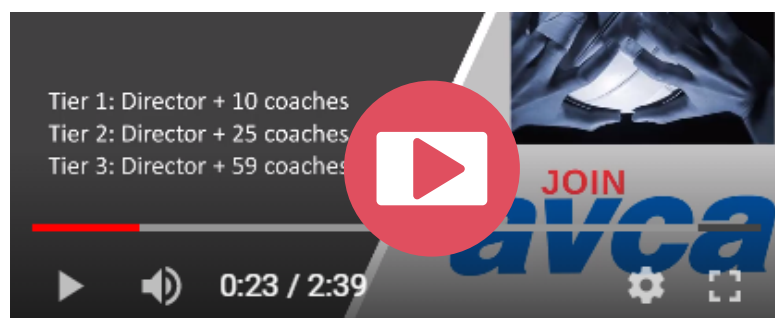 Tier 1: Director + 10 coaches
Tier 2: Director + 25 coaches
Tier 3: Director + 59 coaches
JOIN
avca
0:23 / 2:39